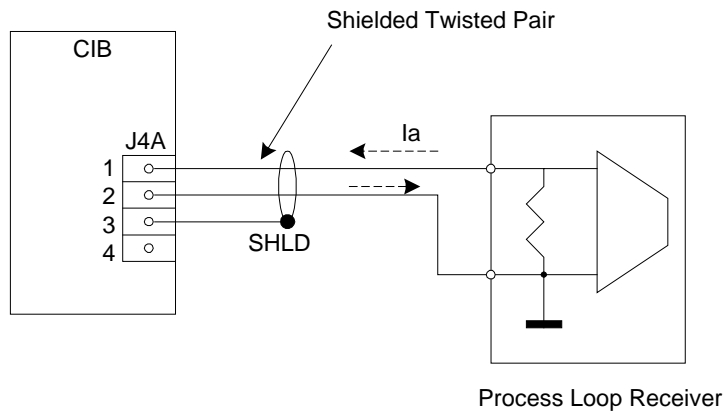 Shielded Twisted Pair
CIB
J4A
Ia
1
2
3
4
SHLD
Process Loop Receiver